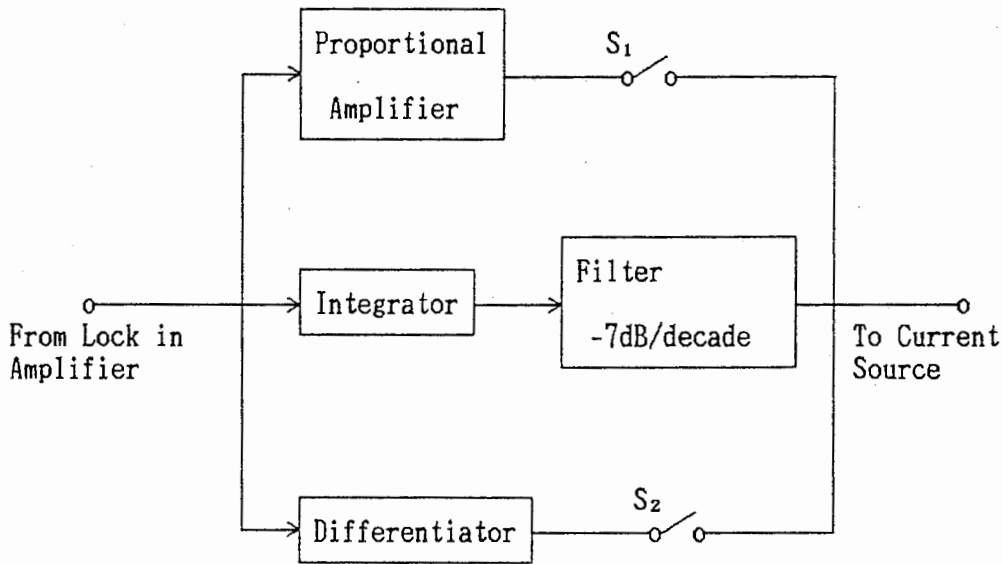 Proportional
Amplifier
S₁
From Lock in
Amplifier
Integrator
Filter
-7dB/decade
To Current
Source
Differentiator
S₂